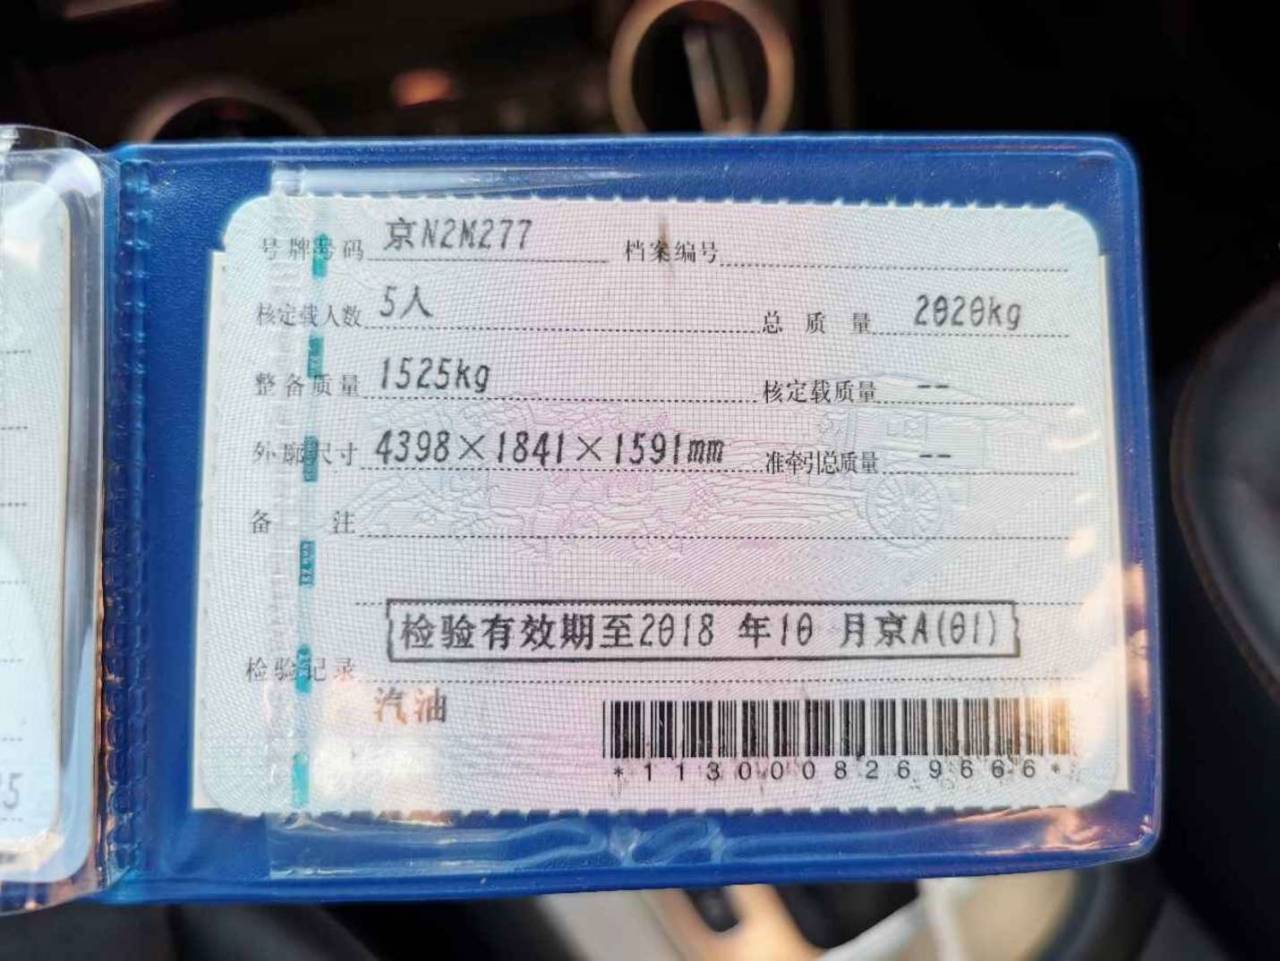 号牌号码 京N2M277 档案编号
核定载人数 5人 总质量 2020kg
整备质量 1525kg 核定载质量 --
外廓尺寸 4398×1841×1591mm 准牵引总质量 --
备注
检验有效期至2018 年10 月京A(01)
检验记录
汽油
*1130008269666*
5